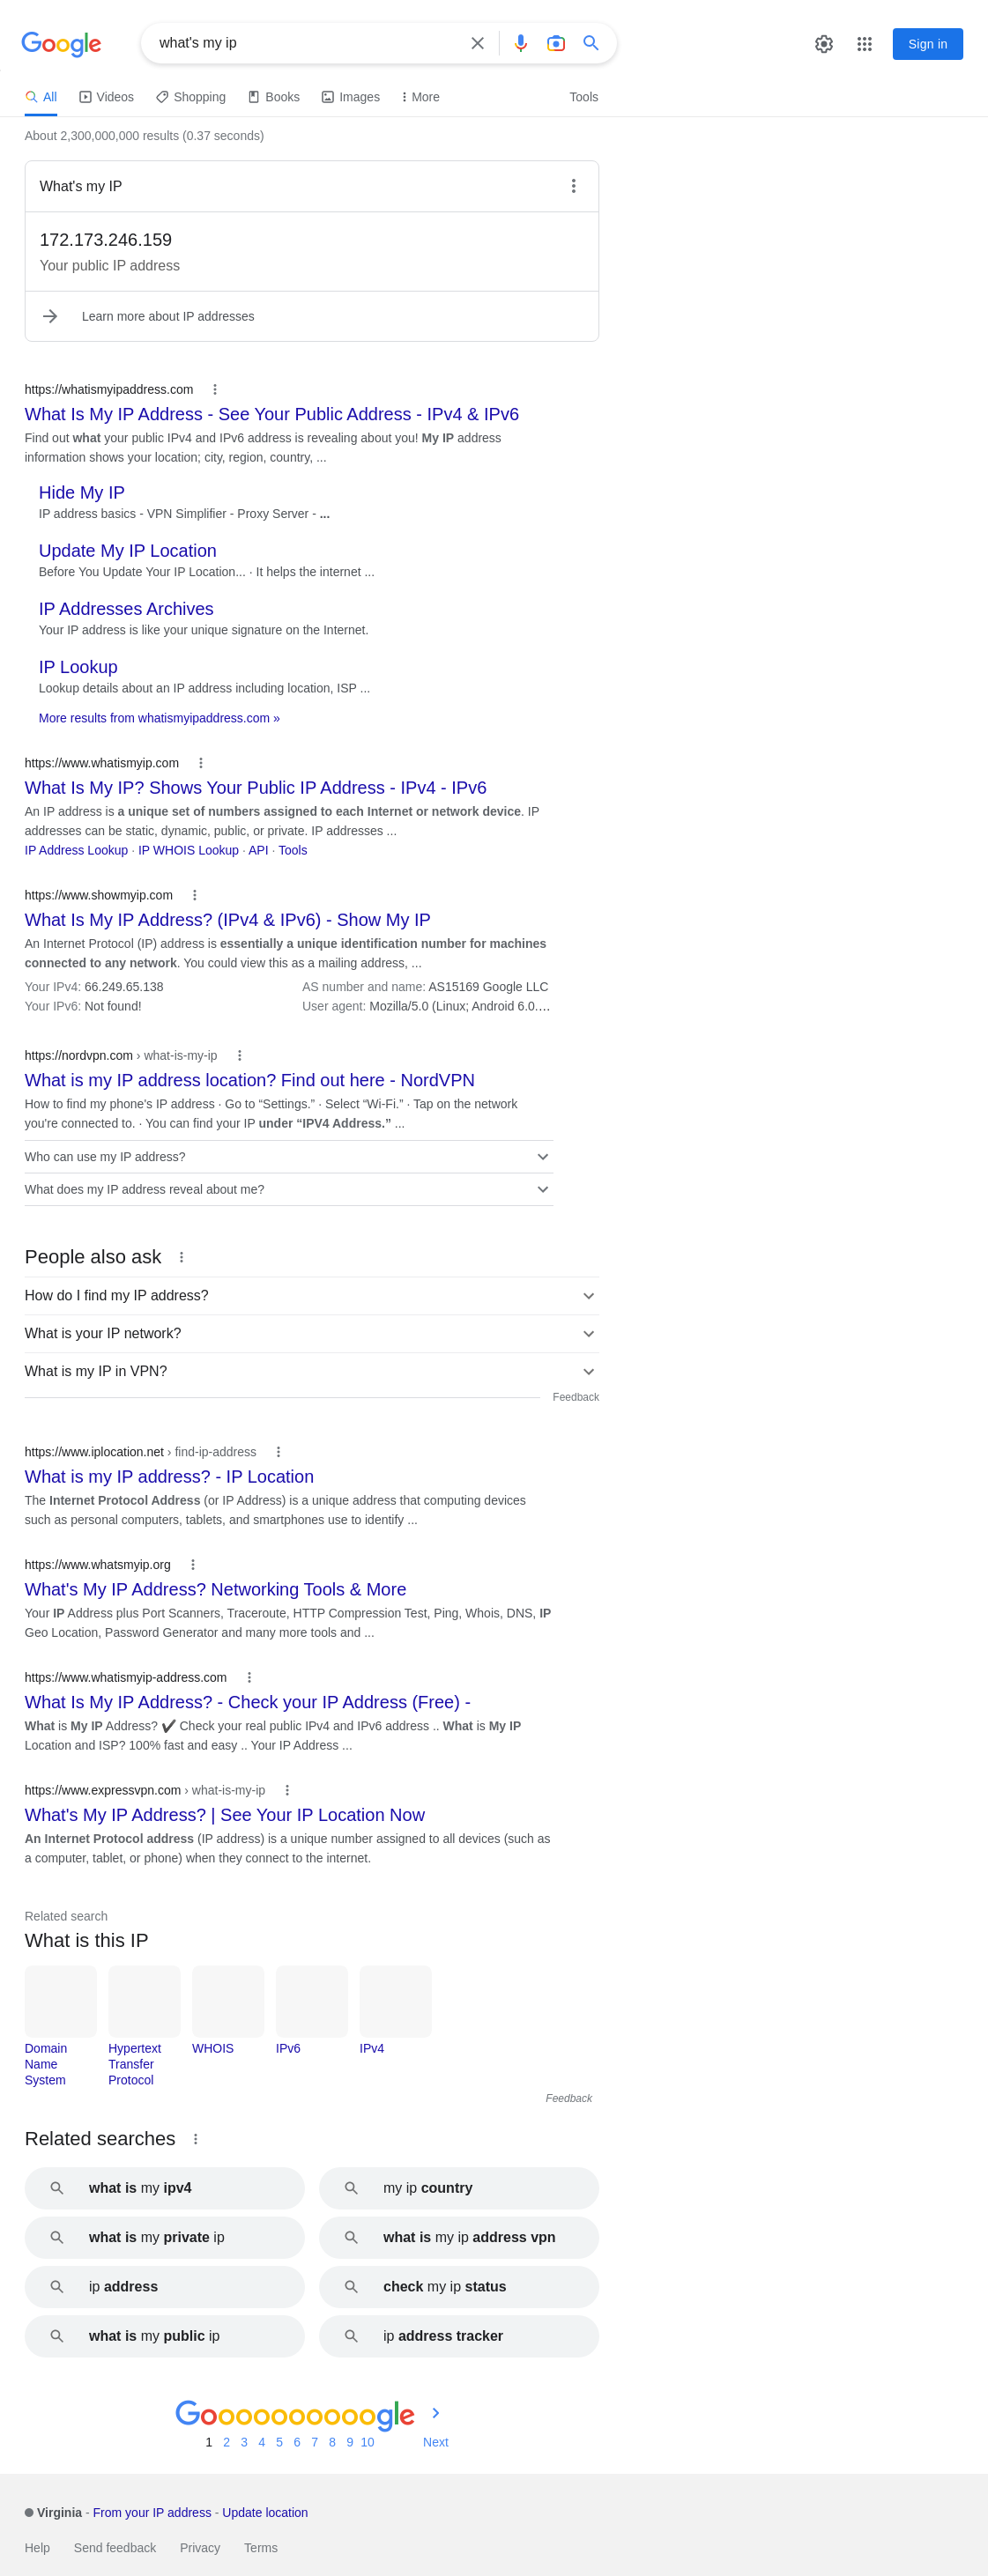 Google
what's my ip
Sign in
All Videos Shopping Books Images More Tools
About 2,300,000,000 results (0.37 seconds)
What's my IP
172.173.246.159
Your public IP address
Learn more about IP addresses
https://whatismyipaddress.com
What Is My IP Address - See Your Public Address - IPv4 & IPv6
Find out what your public IPv4 and IPv6 address is revealing about you! My IP address
information shows your location; city, region, country, ...
Hide My IP
IP address basics - VPN Simplifier - Proxy Server - ...
Update My IP Location
Before You Update Your IP Location... · It helps the internet ...
IP Addresses Archives
Your IP address is like your unique signature on the Internet.
IP Lookup
Lookup details about an IP address including location, ISP ...
More results from whatismyipaddress.com »
https://www.whatismyip.com
What Is My IP? Shows Your Public IP Address - IPv4 - IPv6
An IP address is a unique set of numbers assigned to each Internet or network device. IP
addresses can be static, dynamic, public, or private. IP addresses ...
IP Address Lookup · IP WHOIS Lookup · API · Tools
https://www.showmyip.com
What Is My IP Address? (IPv4 & IPv6) - Show My IP
An Internet Protocol (IP) address is essentially a unique identification number for machines
connected to any network. You could view this as a mailing address, ...
Your IPv4: 66.249.65.138 AS number and name: AS15169 Google LLC
Your IPv6: Not found! User agent: Mozilla/5.0 (Linux; Android 6.0....
https://nordvpn.com › what-is-my-ip
What is my IP address location? Find out here - NordVPN
How to find my phone's IP address · Go to “Settings.” · Select “Wi-Fi.” · Tap on the network
you're connected to. · You can find your IP under “IPV4 Address.” ...
Who can use my IP address?
What does my IP address reveal about me?
People also ask
How do I find my IP address?
What is your IP network?
What is my IP in VPN?
Feedback
https://www.iplocation.net › find-ip-address
What is my IP address? - IP Location
The Internet Protocol Address (or IP Address) is a unique address that computing devices
such as personal computers, tablets, and smartphones use to identify ...
https://www.whatsmyip.org
What's My IP Address? Networking Tools & More
Your IP Address plus Port Scanners, Traceroute, HTTP Compression Test, Ping, Whois, DNS, IP
Geo Location, Password Generator and many more tools and ...
https://www.whatismyip-address.com
What Is My IP Address? - Check your IP Address (Free) -
What is My IP Address? ✔ Check your real public IPv4 and IPv6 address .. What is My IP
Location and ISP? 100% fast and easy .. Your IP Address ...
https://www.expressvpn.com › what-is-my-ip
What's My IP Address? | See Your IP Location Now
An Internet Protocol address (IP address) is a unique number assigned to all devices (such as
a computer, tablet, or phone) when they connect to the internet.
Related search
What is this IP
Domain
Name
System
Hypertext
Transfer
Protocol
WHOIS
IPv6
IPv4
Feedback
Related searches
what is my ipv4
my ip country
what is my private ip
what is my ip address vpn
ip address
check my ip status
what is my public ip
ip address tracker
Goooooooooogle
1 2 3 4 5 6 7 8 9 10 Next
Virginia - From your IP address - Update location
Help Send feedback Privacy Terms